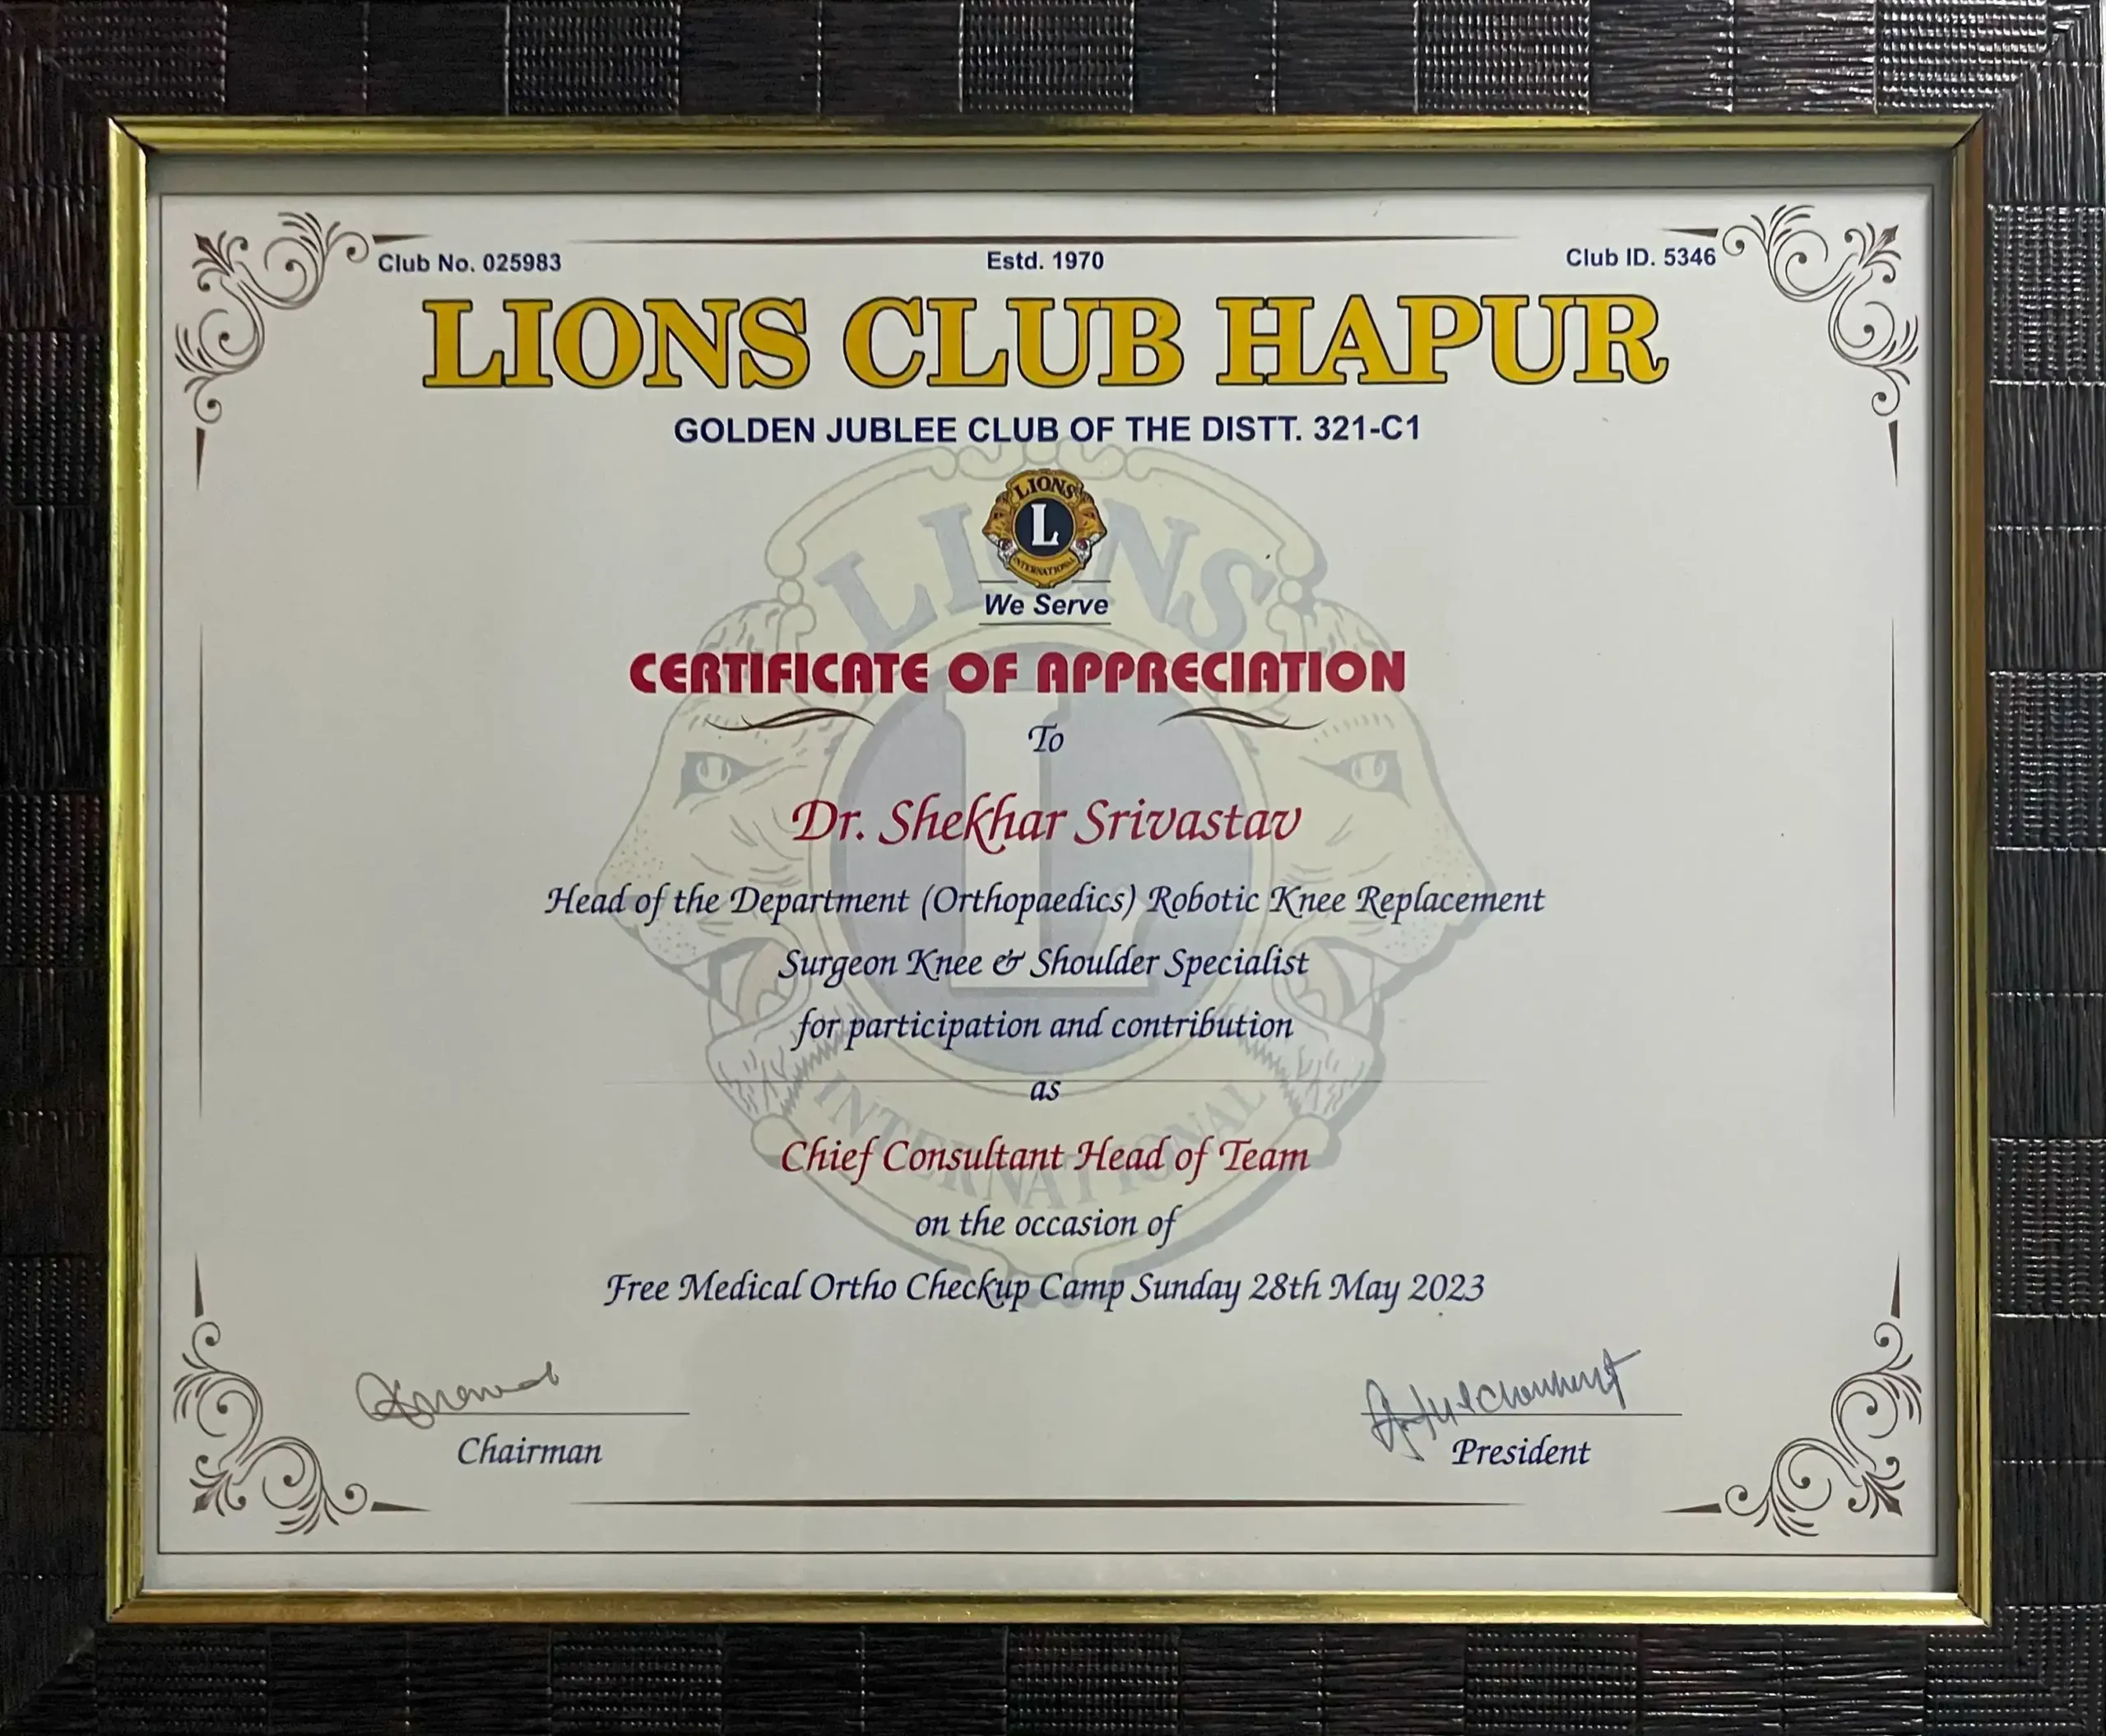 Club No. 025983 Estd. 1970 Club ID. 5346
LIONS CLUB HAPUR
GOLDEN JUBLEE CLUB OF THE DISTT. 321-C1
LIONS
L
INTERNATIONAL
We Serve
LIONS
L
INTERNATIONAL
CERTIFICATE OF APPRECIATION
To
Dr. Shekhar Srivastav
Head of the Department (Orthopaedics) Robotic Knee Replacement
Surgeon Knee & Shoulder Specialist
for participation and contribution
as
Chief Consultant Head of Team
on the occasion of
Free Medical Ortho Checkup Camp Sunday 28th May 2023
Chairman President